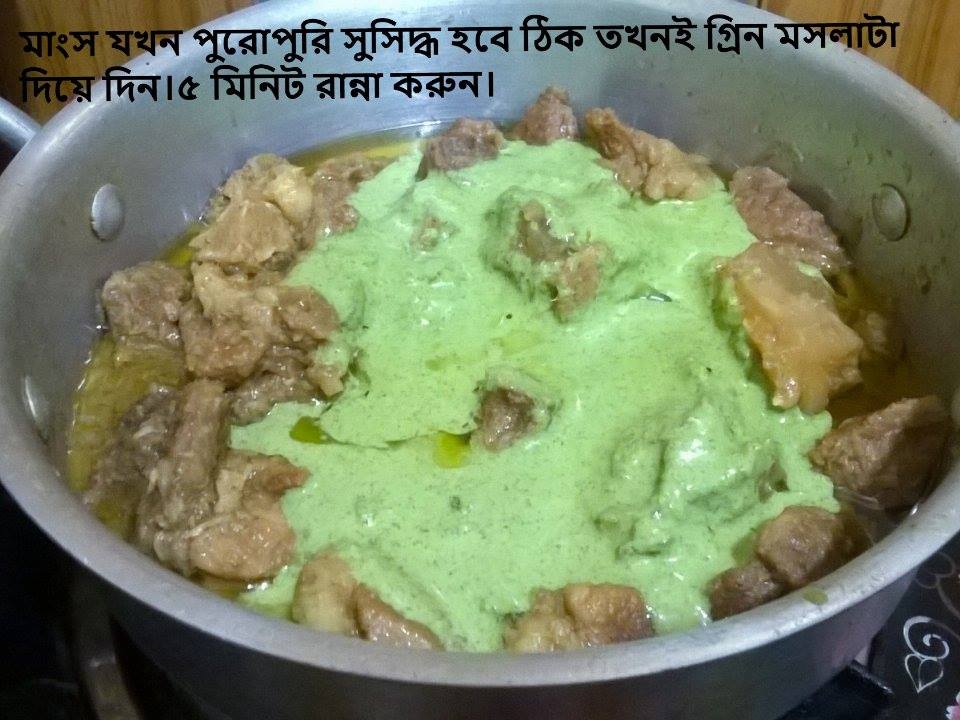 মাংস যখন পুরোপুরি সুসিদ্ধ হবে ঠিক তখনই গ্রিন মসলাটা
দিয়ে দিন।৫ মিনিট রান্না করুন।